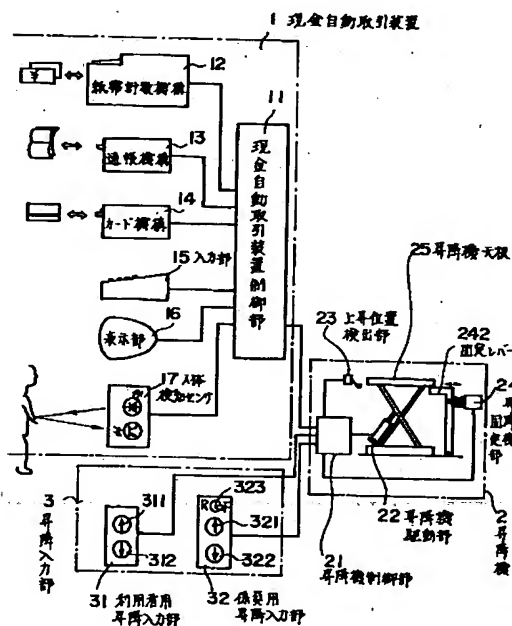 1 現金自動取引装置
12
紙幣計数機構
13
通帳機構
14
カード機構
11
現金自動取引装置制御部
15 入力部
16
表示部
17 人体検知センサ
25 昇降機天板
23 上昇位置検出部
242
固定レバー
24
22 昇降機駆動部
21
昇降機制御部
2 昇降機
3 昇降入力部
311
312
31 利用者用昇降入力部
R
323
321
322
32 係員用昇降入力部